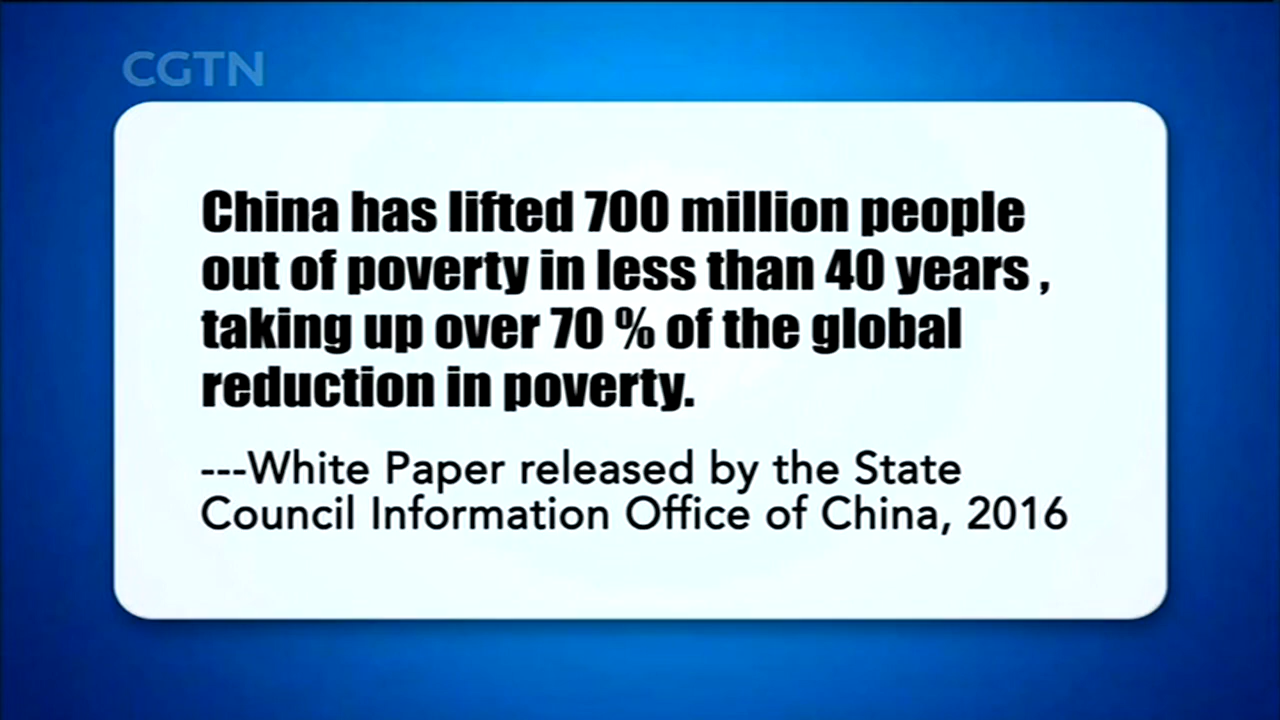 CGTN
China has lifted 700 million people
out of poverty in less than 40 years ,
taking up over 70 % of the global
reduction in poverty.
---White Paper released by the State
Council Information Office of China, 2016